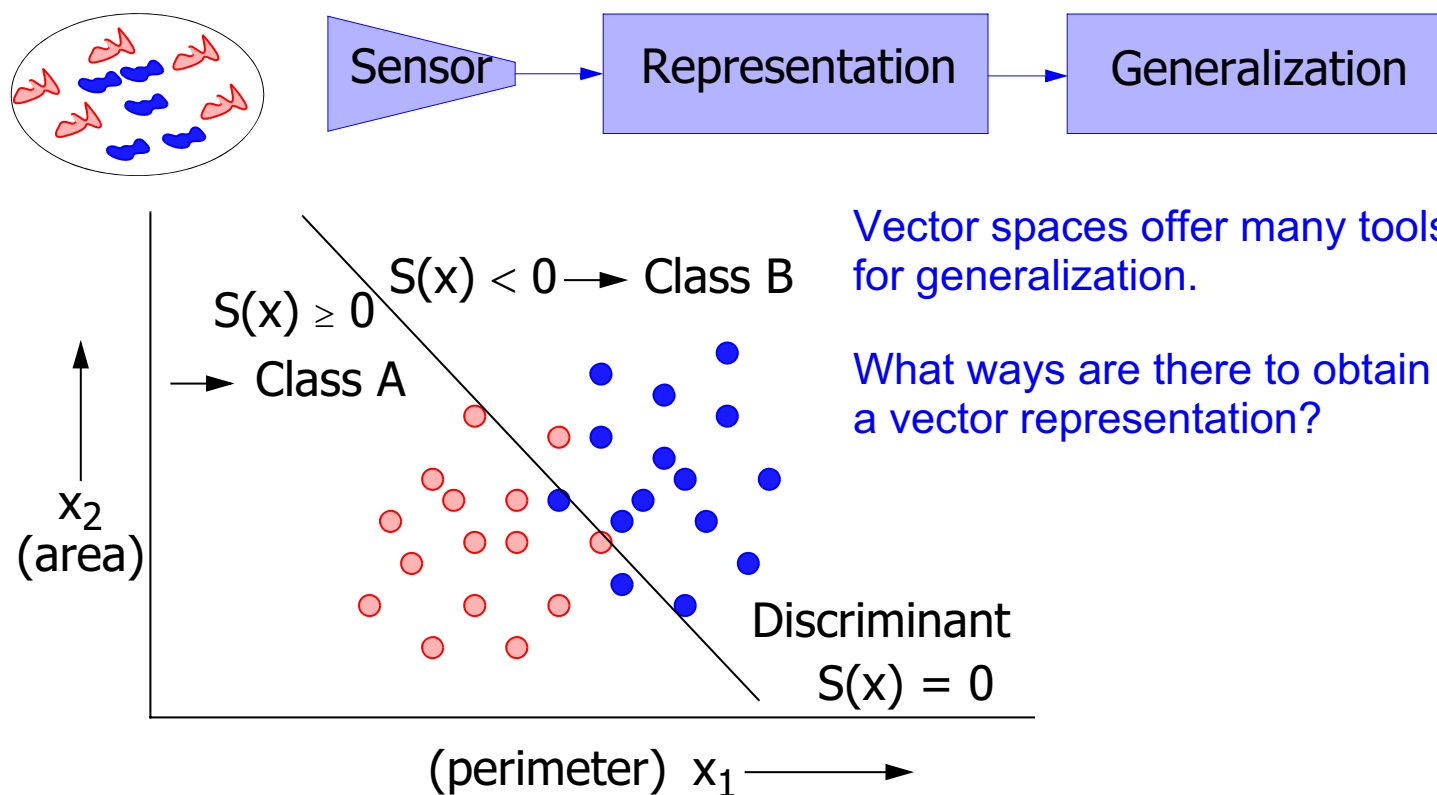 Sensor
Representation
Generalization
Vector spaces offer many tools
for generalization.
What ways are there to obtain
a vector representation?
S(x) < 0 → Class B
S(x) ≥ 0
→ Class A
x₂
(area)
Discriminant
S(x) = 0
(perimeter) x₁ →